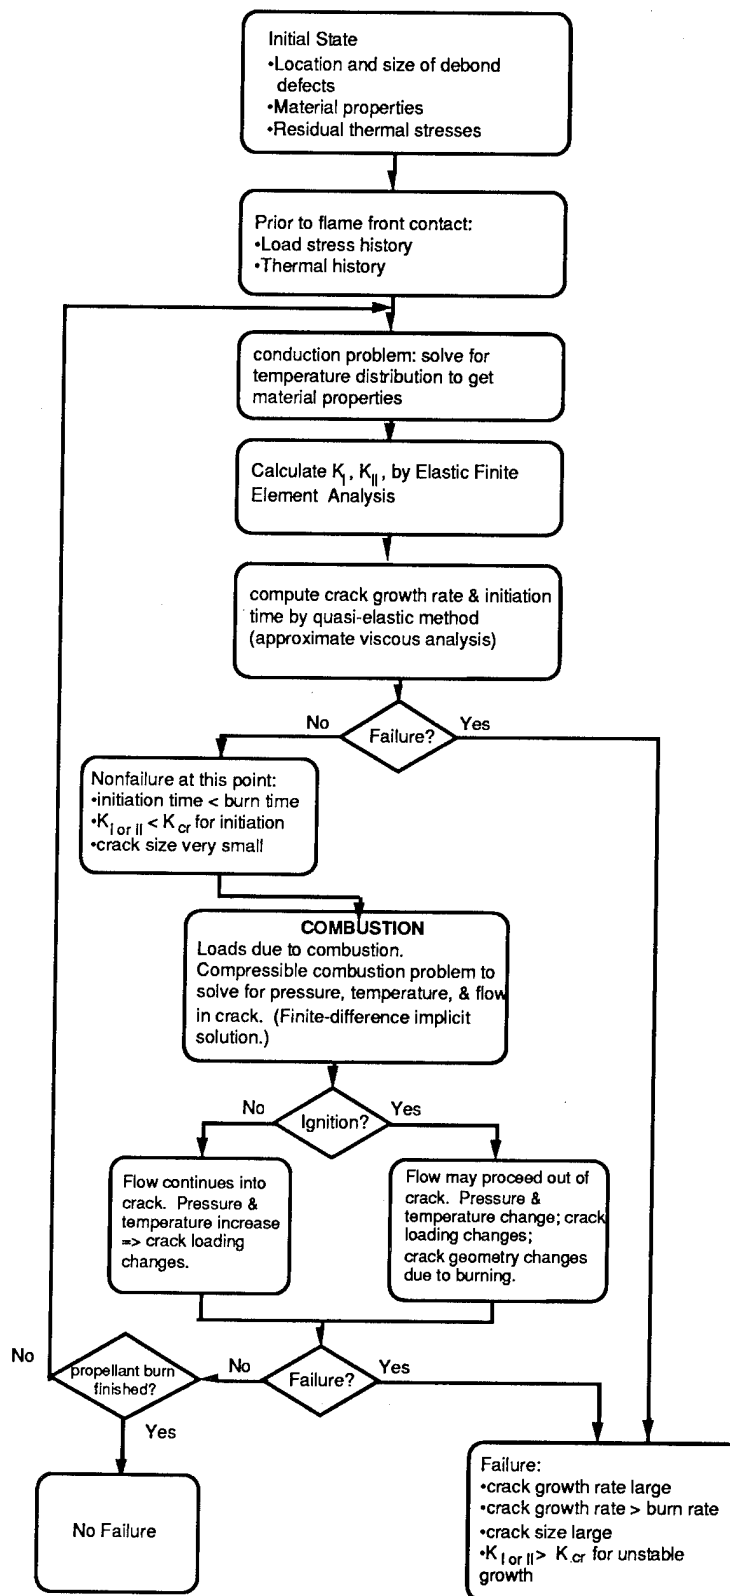 Initial State
•Location and size of debond
defects
•Material properties
•Residual thermal stresses
Prior to flame front contact:
•Load stress history
•Thermal history
conduction problem: solve for
temperature distribution to get
material properties
Calculate K_I, K_II, by Elastic Finite
Element Analysis
compute crack growth rate & initiation
time by quasi-elastic method
(approximate viscous analysis)
No
Failure?
Yes
Nonfailure at this point:
•initiation time < burn time
•K_I or II < K_cr for initiation
•crack size very small
COMBUSTION
Loads due to combustion.
Compressible combustion problem to
solve for pressure, temperature, & flow
in crack. (Finite-difference implicit
solution.)
No
Ignition?
Yes
Flow continues into
crack. Pressure &
temperature increase
=> crack loading
changes.
Flow may proceed out of
crack. Pressure &
temperature change; crack
loading changes;
crack geometry changes
due to burning.
No
propellant burn
finished?
No
Failure?
Yes
Yes
No Failure
Failure:
•crack growth rate large
•crack growth rate > burn rate
•crack size large
•K_I or II > K_cr for unstable
growth